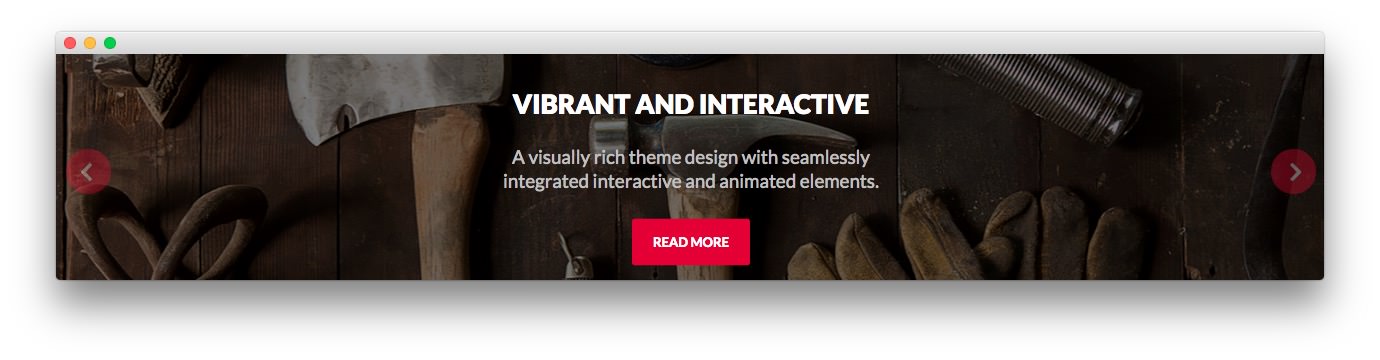 VIBRANT AND INTERACTIVE
A visually rich theme design with seamlessly
integrated interactive and animated elements.
READ MORE